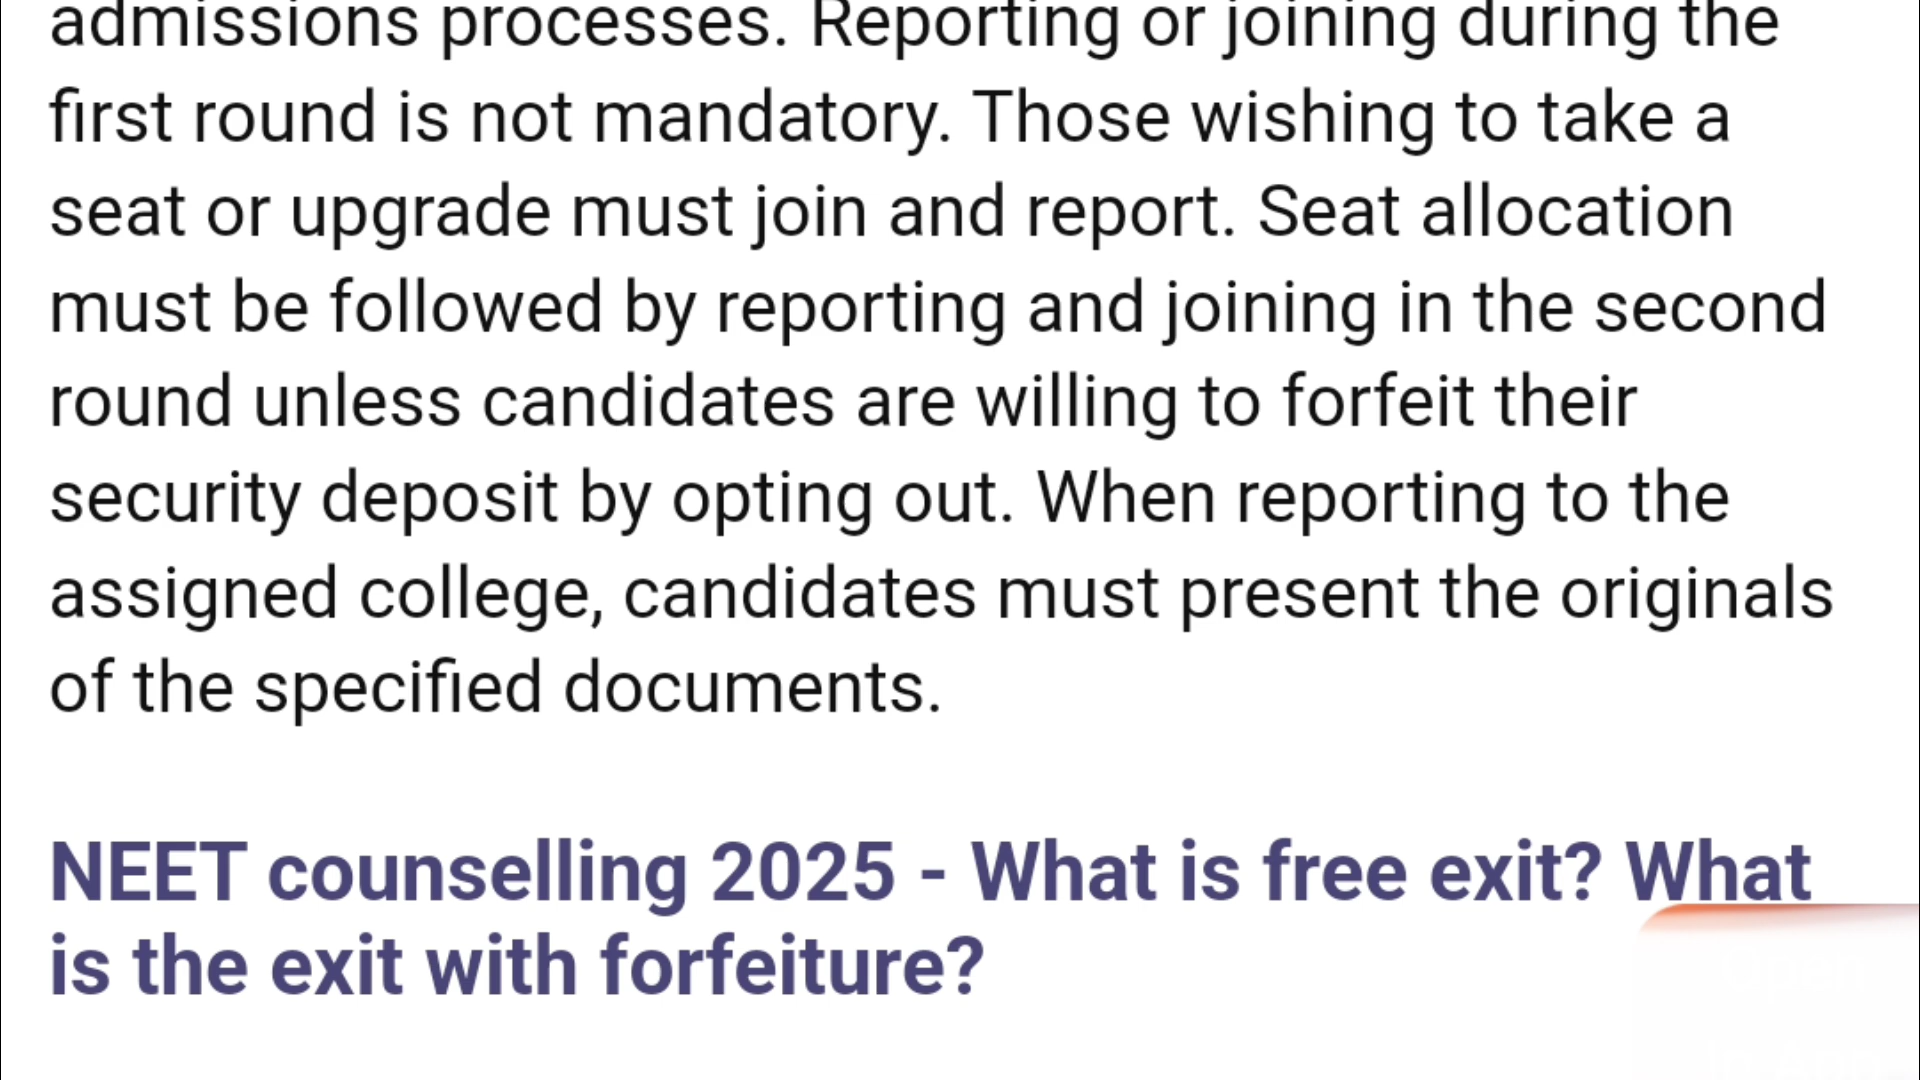 admissions processes. Reporting or joining during the
first round is not mandatory. Those wishing to take a
seat or upgrade must join and report. Seat allocation
must be followed by reporting and joining in the second
round unless candidates are willing to forfeit their
security deposit by opting out. When reporting to the
assigned college, candidates must present the originals
of the specified documents.
NEET counselling 2025 - What is free exit? What
is the exit with forfeiture?